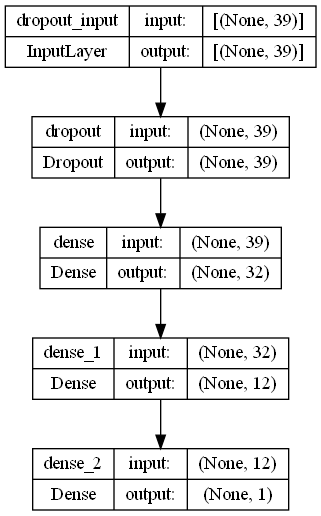 dropout_input input: [(None, 39)]
InputLayer output: [(None, 39)]
dropout input: (None, 39)
Dropout output: (None, 39)
dense input: (None, 39)
Dense output: (None, 32)
dense_1 input: (None, 32)
Dense output: (None, 12)
dense_2 input: (None, 12)
Dense output: (None, 1)